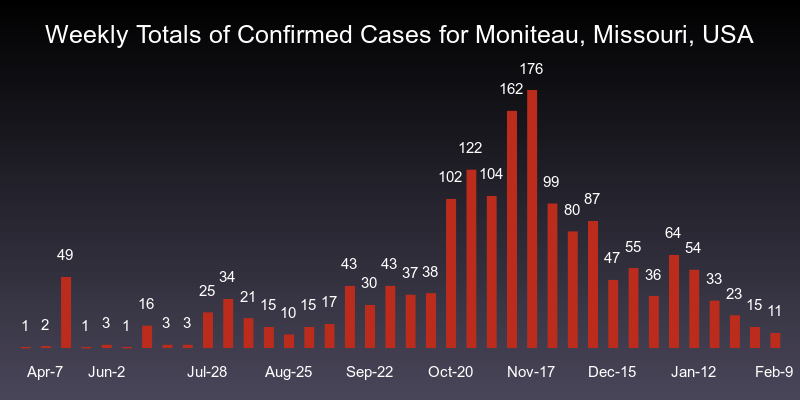 Weekly Totals of Confirmed Cases for Moniteau, Missouri, USA
1 2 49 1 3 1 16 3 3 25 34 21 15 10 15 17 43 30 43 37 38 102 122 104 162 176 99 80 87 47 55 36 64 54 33 23 15 11
Apr-7 Jun-2 Jul-28 Aug-25 Sep-22 Oct-20 Nov-17 Dec-15 Jan-12 Feb-9